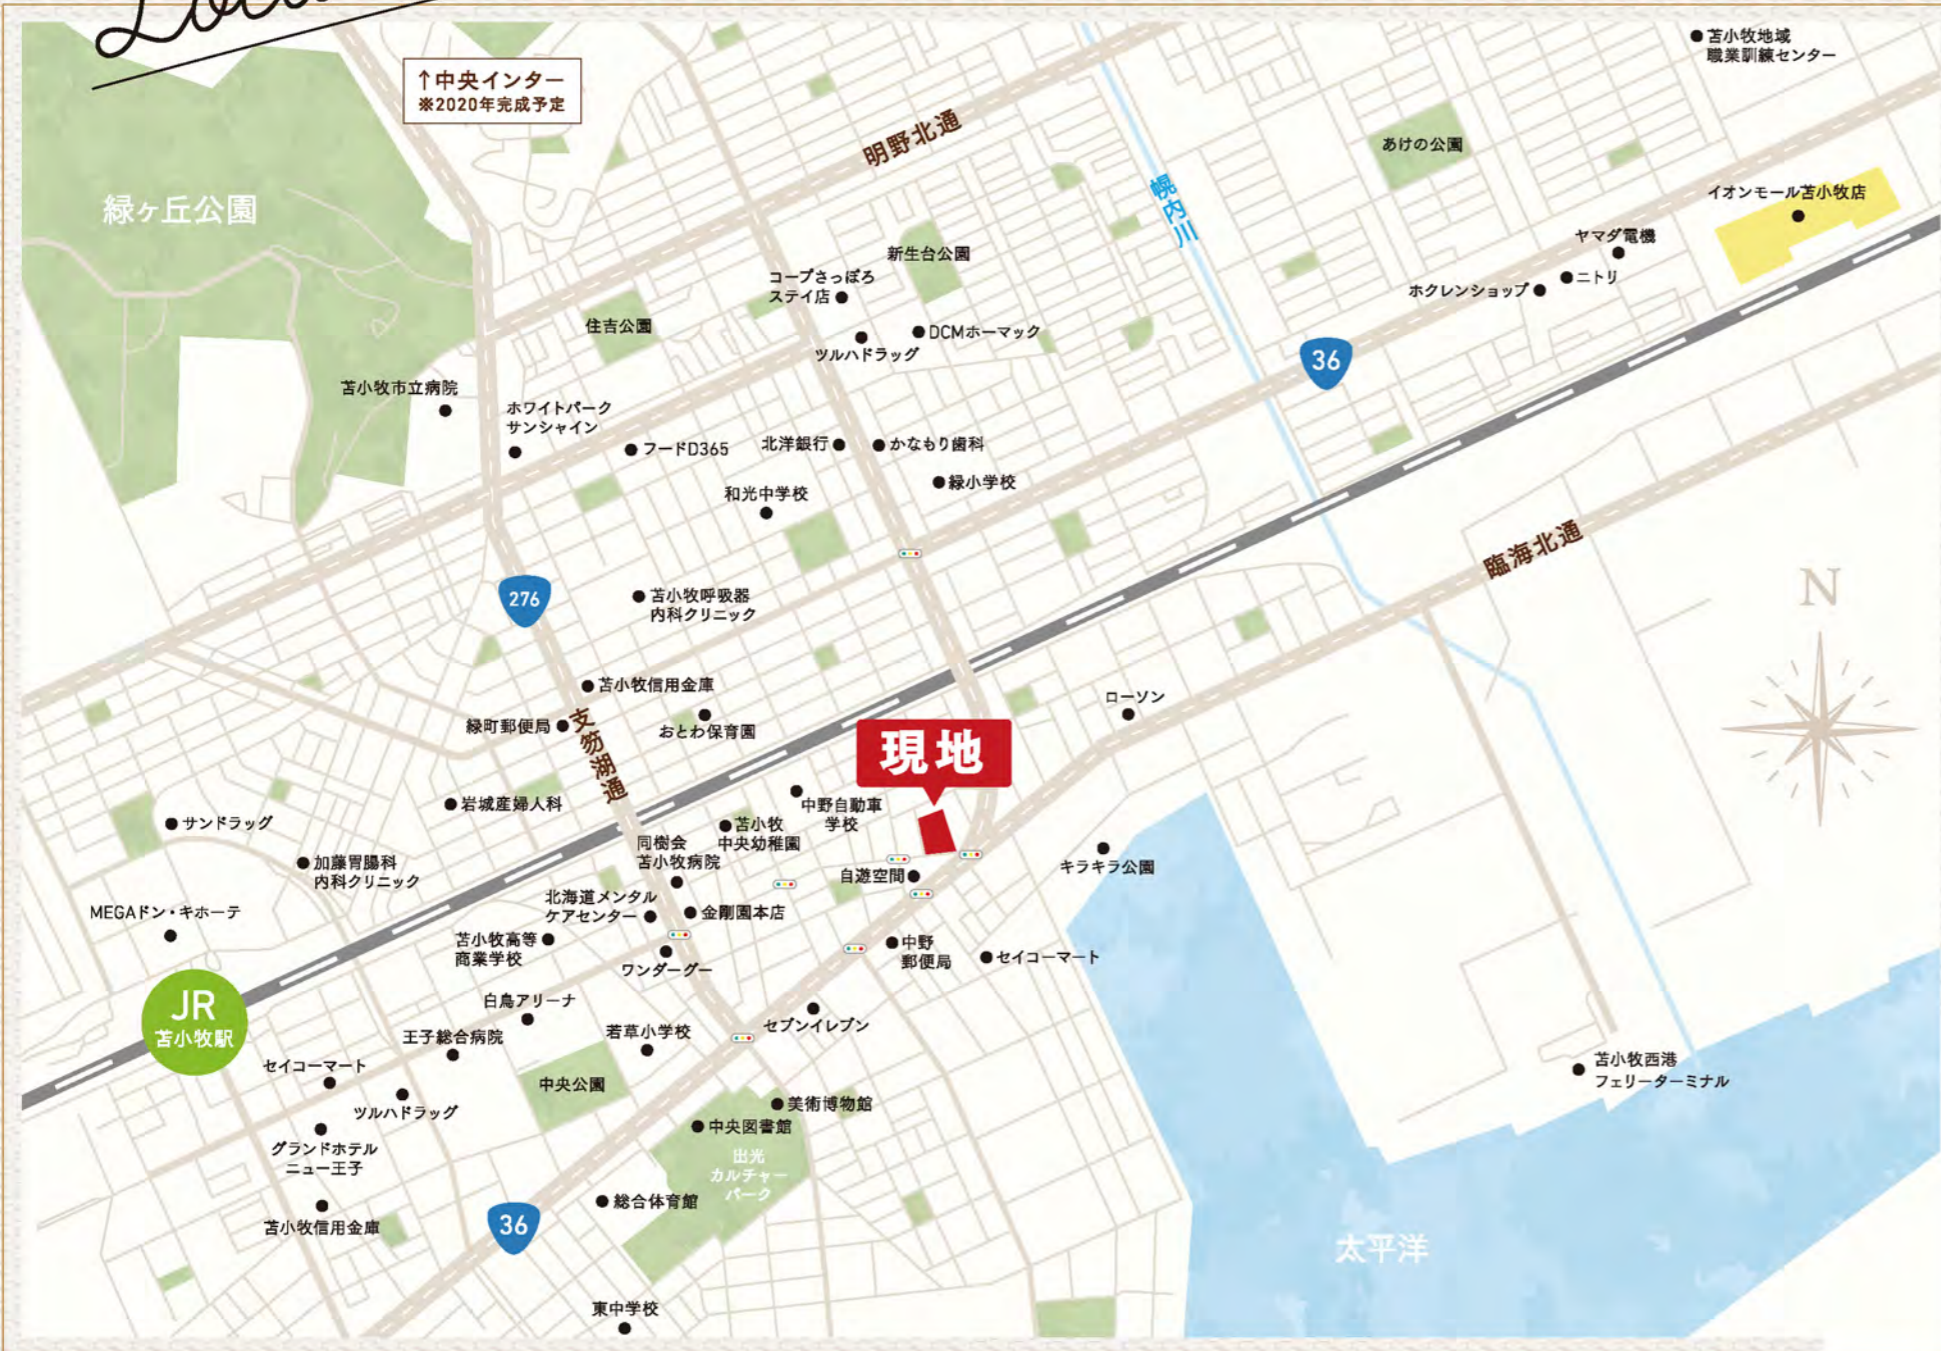 ↑中央インター
※2020年完成予定
苫小牧地域
職業訓練センター
明野北通
あけの公園
幌内川
イオンモール苫小牧店
緑ヶ丘公園
ヤマダ電機
新生台公園
コープさっぽろ
ステイ店
ニトリ
ホクレンショップ
住吉公園
DCMホーマック
ツルハドラッグ
36
苫小牧市立病院
ホワイトパーク
サンシャイン
フードD365
北洋銀行
かなもり歯科
緑小学校
和光中学校
臨海北通
N
276
苫小牧呼吸器
内科クリニック
苫小牧信用金庫
緑町郵便局
支笏湖通
おとわ保育園
ローソン
現地
岩城産婦人科
中野自動車
学校
サンドラッグ
苫小牧
中央幼稚園
同樹会
苫小牧病院
加藤胃腸科
内科クリニック
自遊空間
キラキラ公園
北海道メンタル
ケアセンター
金剛園本店
MEGAドン・キホーテ
苫小牧高等
商業学校
中野
郵便局
セイコーマート
ワンダーグー
JR
苫小牧駅
白鳥アリーナ
王子総合病院
若草小学校
セブンイレブン
セイコーマート
中央公園
苫小牧西港
フェリーターミナル
ツルハドラッグ
美術博物館
中央図書館
グランドホテル
ニュー王子
出光
カルチャー
パーク
総合体育館
苫小牧信用金庫
36
太平洋
東中学校